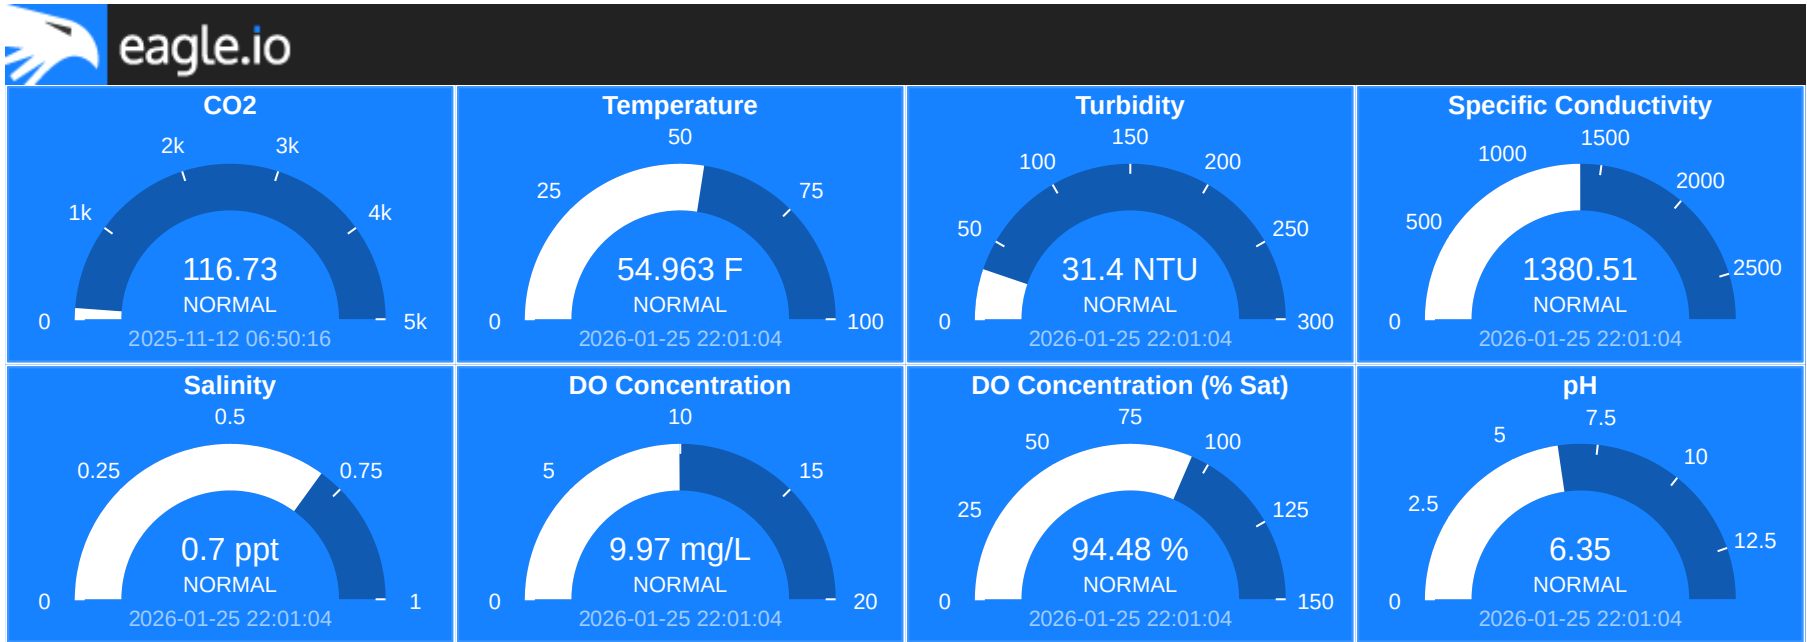 eagle.io
CO2
0
1k
2k
3k
4k
5k
116.73
NORMAL
2025-11-12 06:50:16
Temperature
0
25
50
75
100
54.963 F
NORMAL
2026-01-25 22:01:04
Turbidity
0
50
100
150
200
250
300
31.4 NTU
NORMAL
2026-01-25 22:01:04
Specific Conductivity
0
500
1000
1500
2000
2500
1380.51
NORMAL
2026-01-25 22:01:04
Salinity
0
0.25
0.5
0.75
1
0.7 ppt
NORMAL
2026-01-25 22:01:04
DO Concentration
0
5
10
15
20
9.97 mg/L
NORMAL
2026-01-25 22:01:04
DO Concentration (% Sat)
0
25
50
75
100
125
150
94.48 %
NORMAL
2026-01-25 22:01:04
pH
0
2.5
5
7.5
10
12.5
6.35
NORMAL
2026-01-25 22:01:04